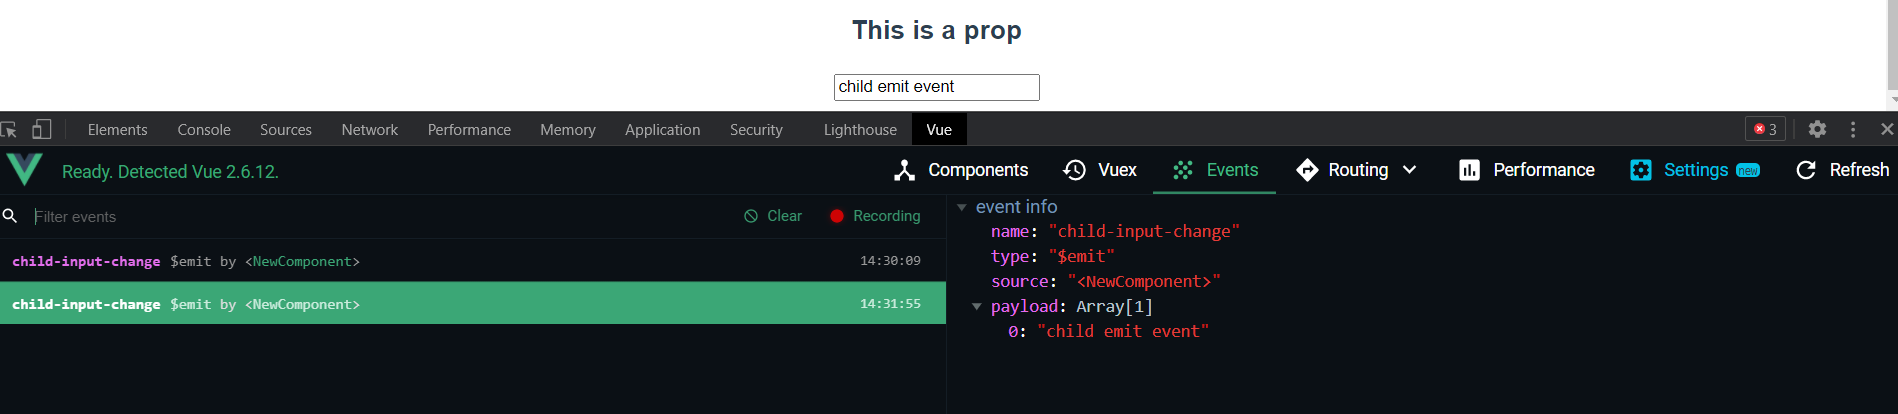 This is a prop
child emit event
Elements Console Sources Network Performance Memory Application Security Lighthouse Vue 3
Ready. Detected Vue 2.6.12. Components Vuex Events Routing Performance Settings new Refresh
Filter events Clear Recording
child-input-change $emit by <NewComponent> 14:30:09
child-input-change $emit by <NewComponent> 14:31:55
event info
name: "child-input-change"
type: "$emit"
source: "<NewComponent>"
payload: Array[1]
0: "child emit event"